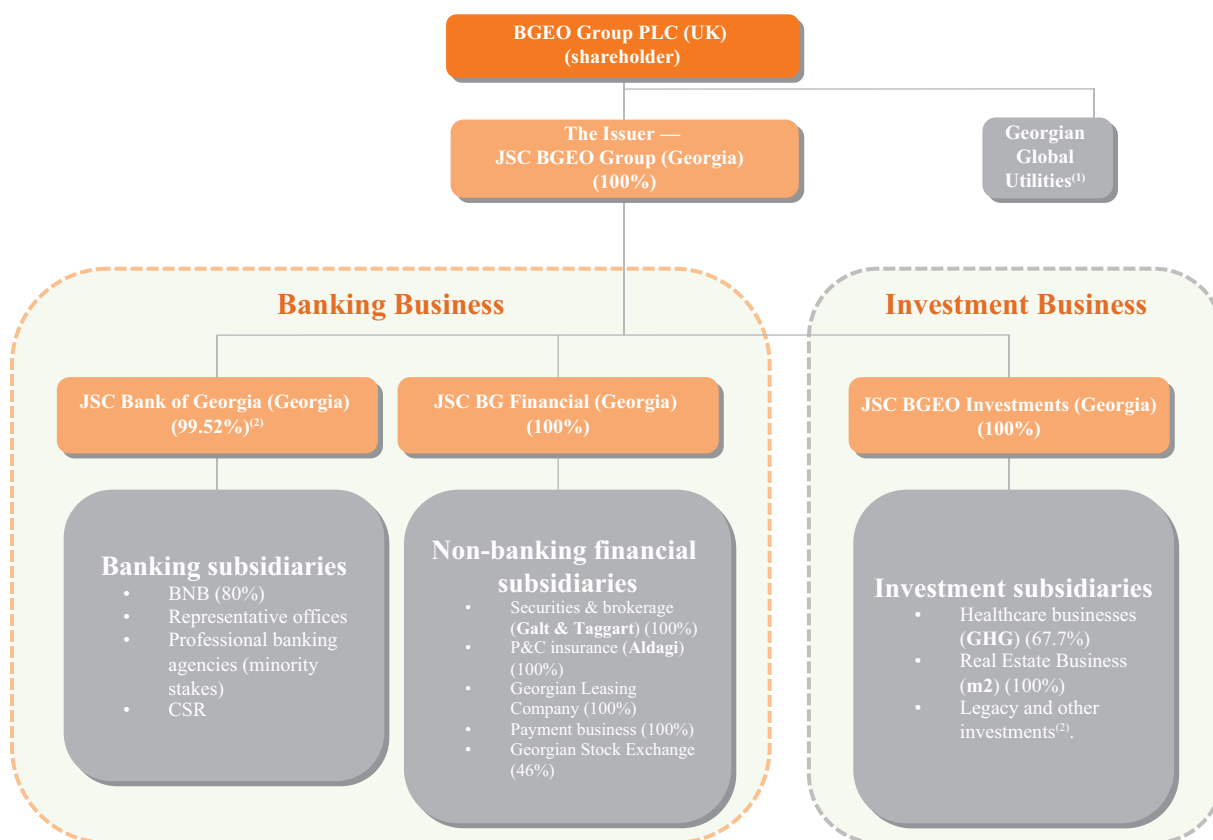 BGEO Group PLC (UK)
(shareholder)
The Issuer —
JSC BGEO Group (Georgia)
(100%)
Georgian
Global
Utilities(1)
Banking Business
Investment Business
JSC Bank of Georgia (Georgia)
(99.52%)(2)
JSC BG Financial (Georgia)
(100%)
JSC BGEO Investments (Georgia)
(100%)
Banking subsidiaries
• BNB (80%)
• Representative offices
• Professional banking
agencies (minority
stakes)
• CSR
Non-banking financial
subsidiaries
• Securities & brokerage
(Galt & Taggart) (100%)
• P&C insurance (Aldagi)
(100%)
• Georgian Leasing
Company (100%)
• Payment business (100%)
• Georgian Stock Exchange
(46%)
Investment subsidiaries
• Healthcare businesses
(GHG) (67.7%)
• Real Estate Business
(m2) (100%)
• Legacy and other
investments(2).